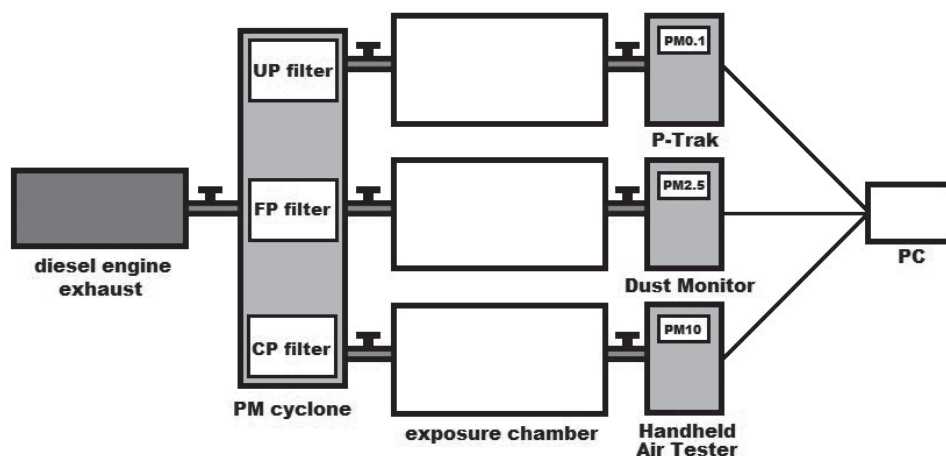 UP filter
PM0.1
P-Trak
FP filter
PM2.5
diesel engine
exhaust
PC
Dust Monitor
CP filter
PM10
PM cyclone
exposure chamber
Handheld
Air Tester